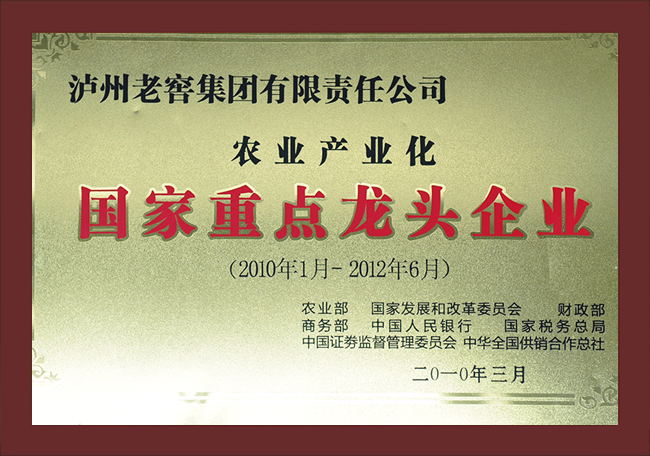 泸州老窖集团有限责任公司
农业产业化
国家重点龙头企业
(2010年1月-2012年6月)
农业部 国家发展和改革委员会 财政部
商务部 中国人民银行 国家税务总局
中国证券监督管理委员会 中华全国供销合作总社
二〇一〇年三月